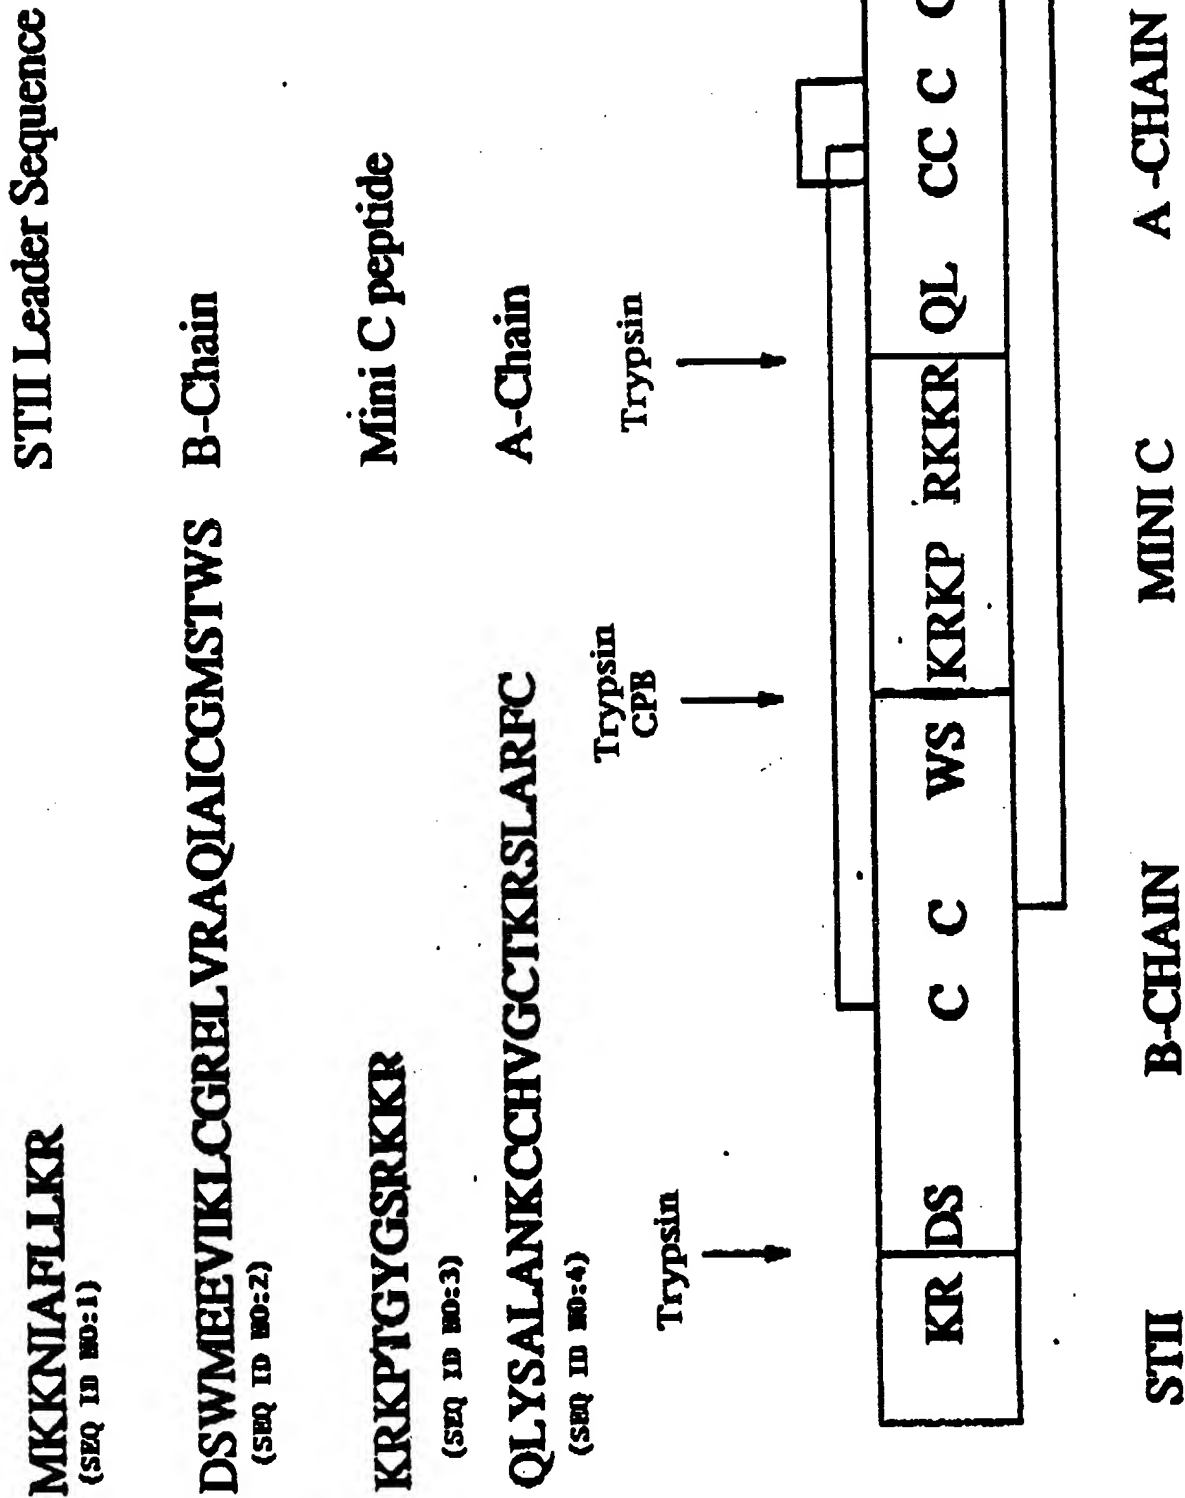 MKKNIAFLLKR STII Leader Sequence
(SEQ ID NO:1)
DSWMEEVIKLCGRELVRAQIAICGMSTWS B-Chain
(SEQ ID NO:2)
KRKPTGYGSRKKR Mini C peptide
(SEQ ID NO:3)
QLYSALANKCCHVGCTKRSLARFC A-Chain
(SEQ ID NO:4)
Trypsin Trypsin Trypsin
CPB
KR DS C C WS KRKP RKKR QL CC C C
STII B-CHAIN MINI C A -CHAIN